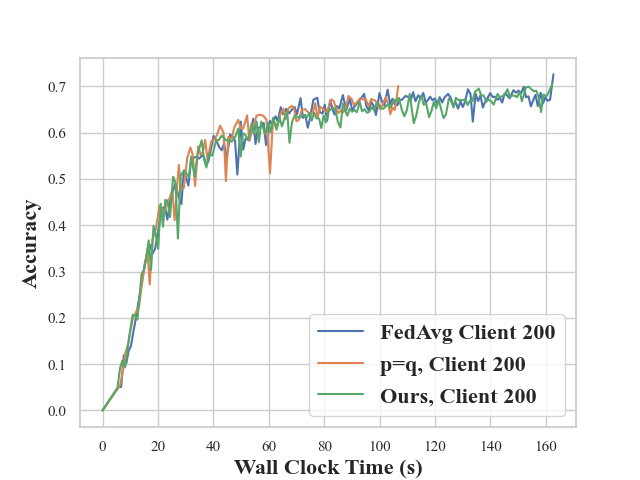 0.7
0.6
0.5
0.4
0.3
0.2
0.1
0.0
Accuracy
FedAvg Client 200
p=q, Client 200
Ours, Client 200
0 20 40 60 80 100 120 140 160
Wall Clock Time (s)